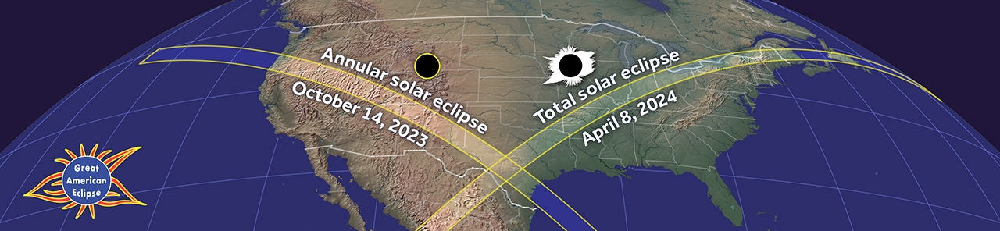 Annular solar eclipse
October 14, 2023
Total solar eclipse
April 8, 2024
Great
American
Eclipse